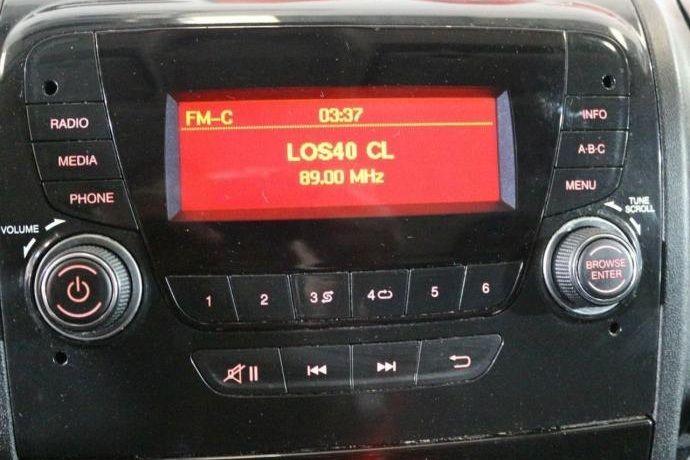 FM-C 03:37
LOS40 CL
89.00 MHz
RADIO
MEDIA
PHONE
VOLUME
INFO
A·B·C
MENU
TUNE
SCROLL
BROWSE
ENTER
1 2 3 4 5 6